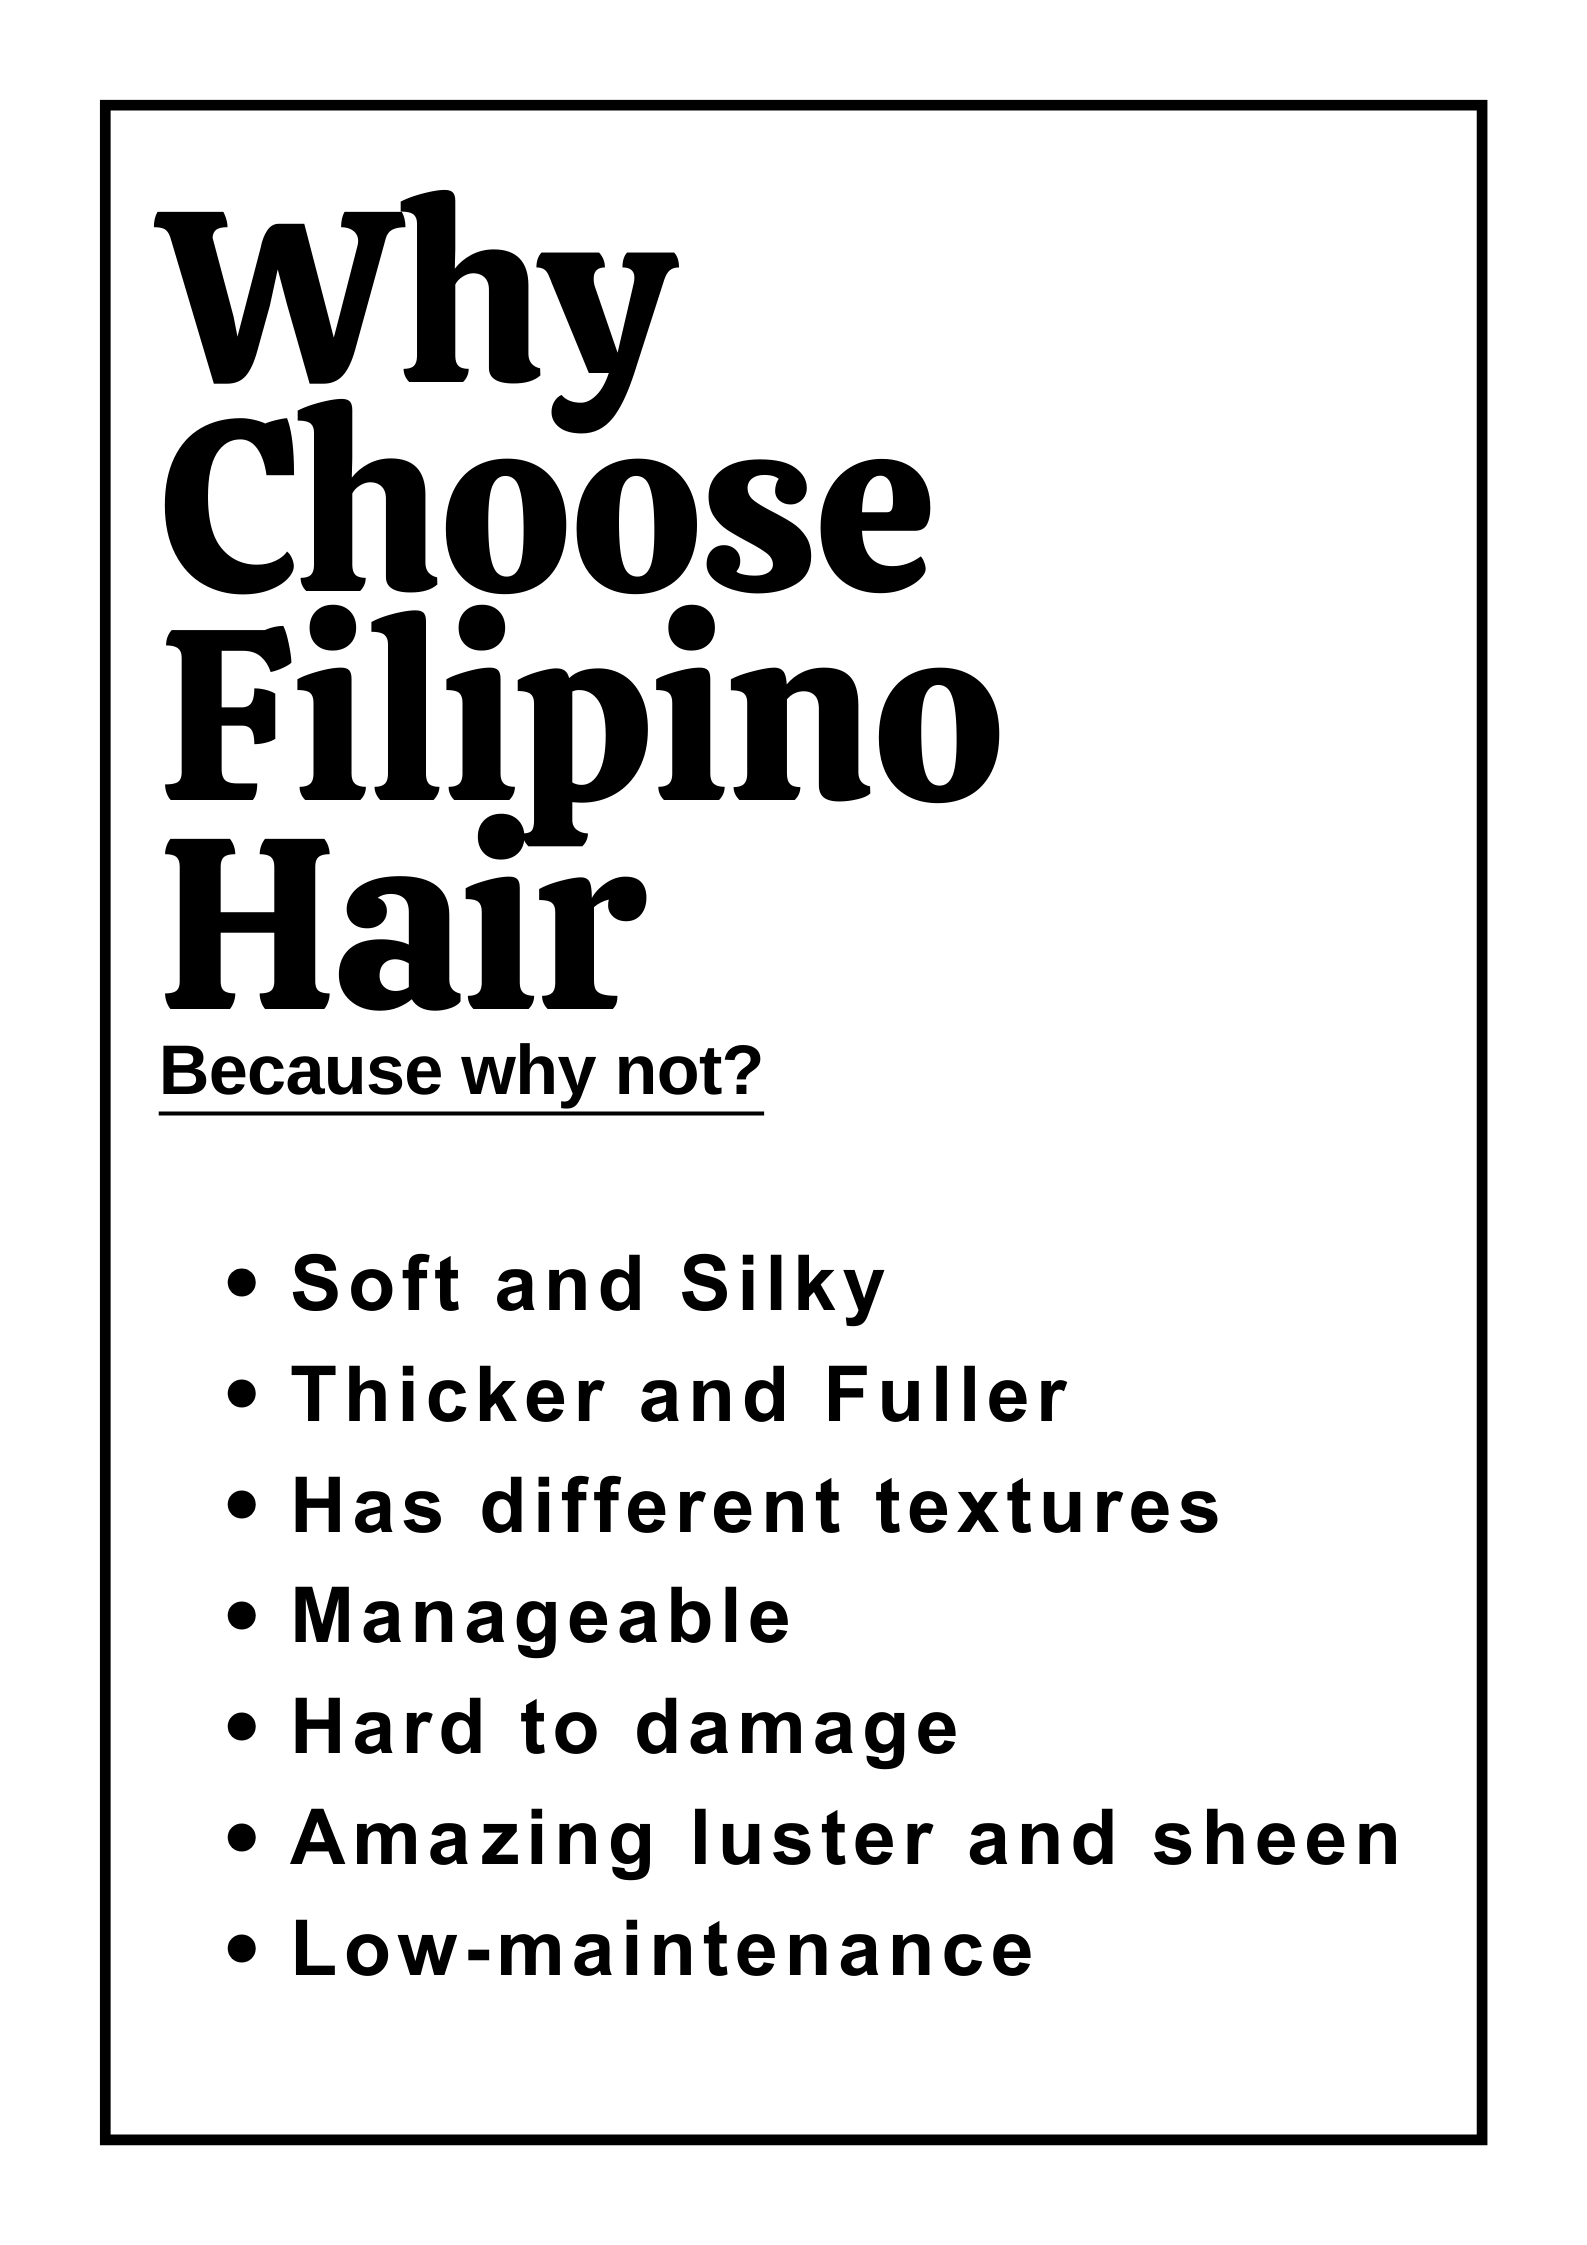 Why
Choose
Filipino
Hair
Because why not?
• Soft and Silky
• Thicker and Fuller
• Has different textures
• Manageable
• Hard to damage
• Amazing luster and sheen
• Low-maintenance